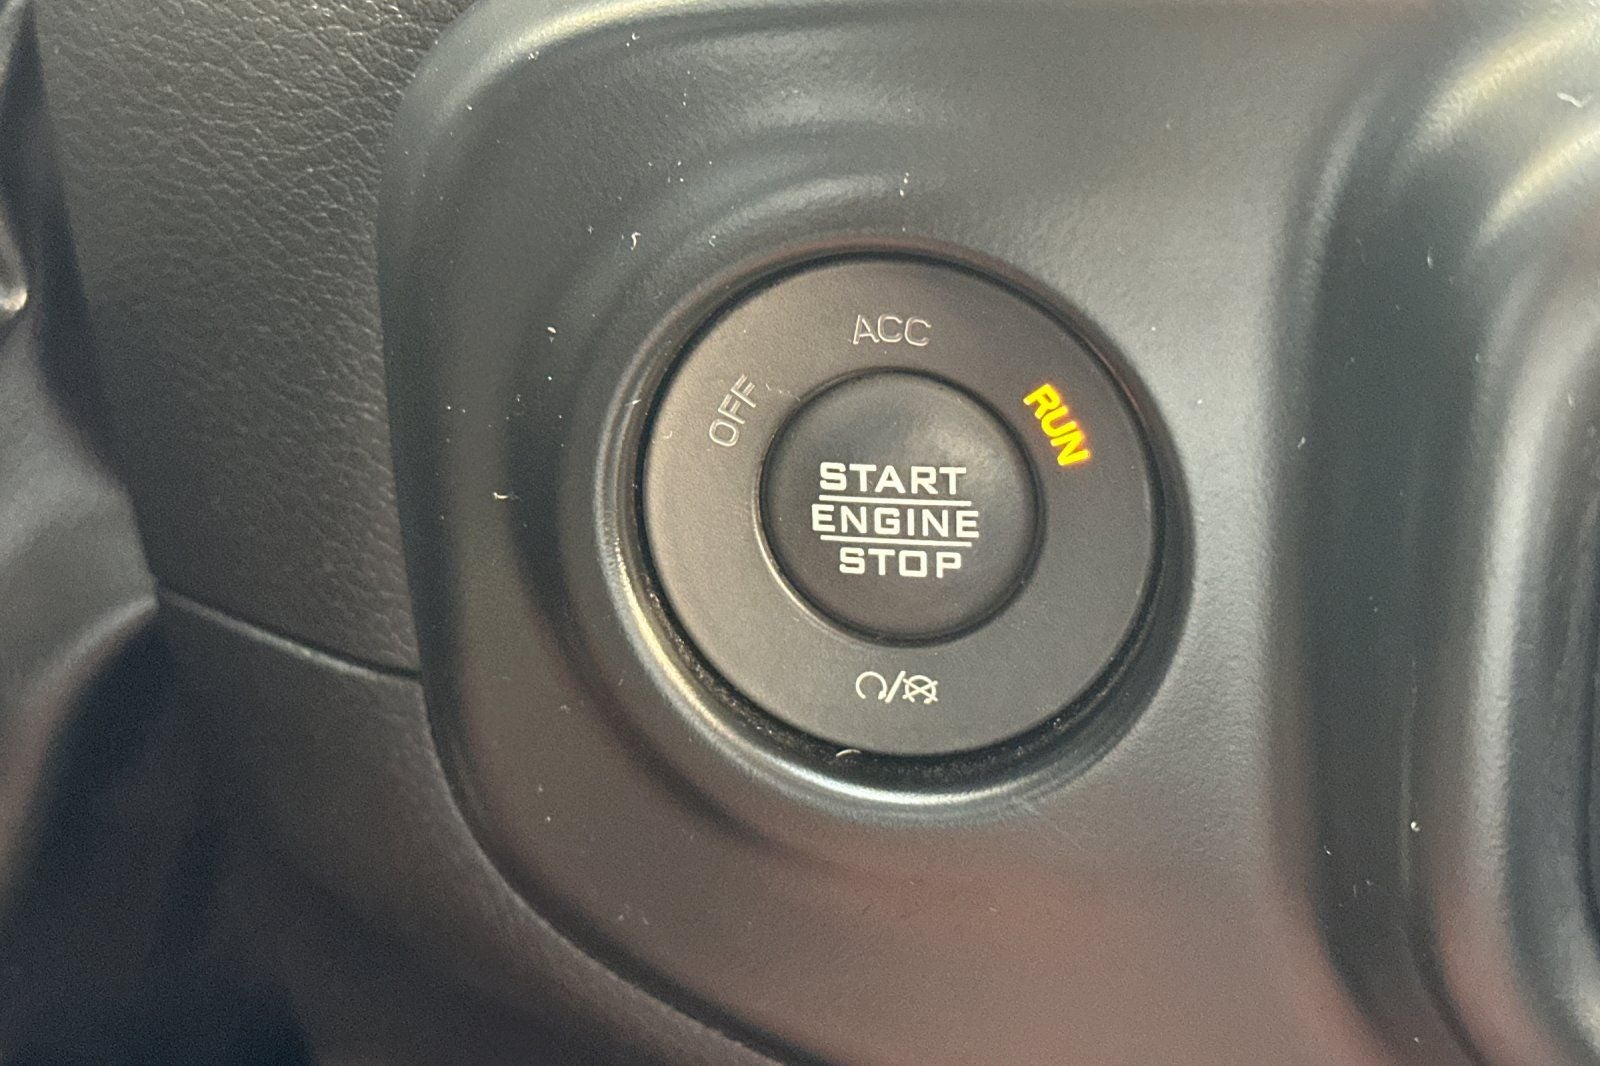 ACC
OFF
RUN
START
ENGINE
STOP